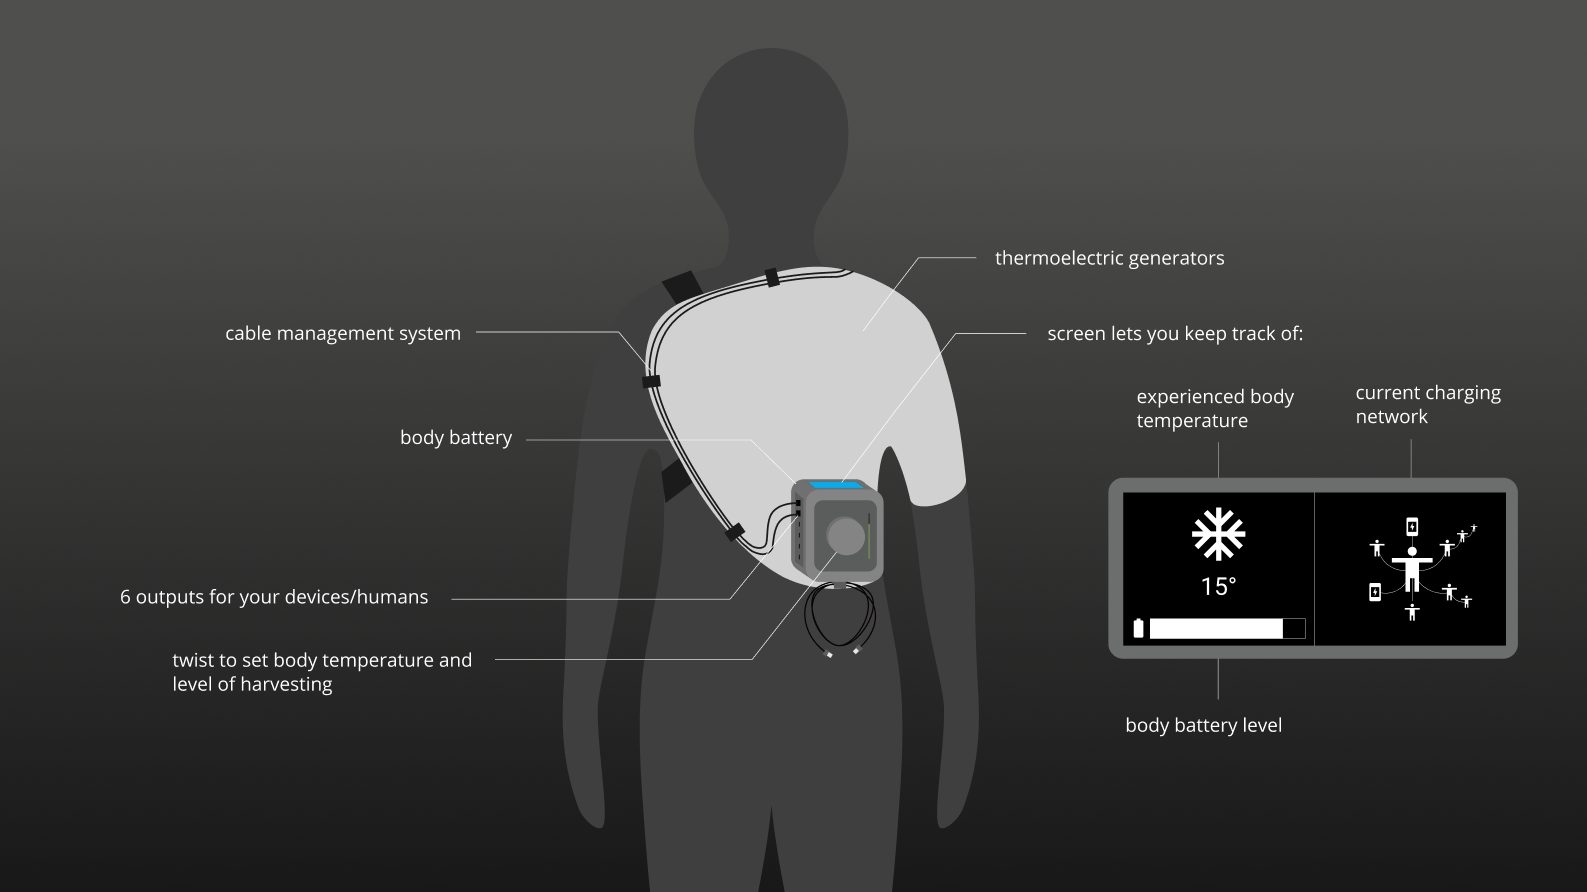 thermoelectric generators
cable management system
screen lets you keep track of:
experienced body
temperature
current charging
network
body battery
15°
6 outputs for your devices/humans
twist to set body temperature and
level of harvesting
body battery level